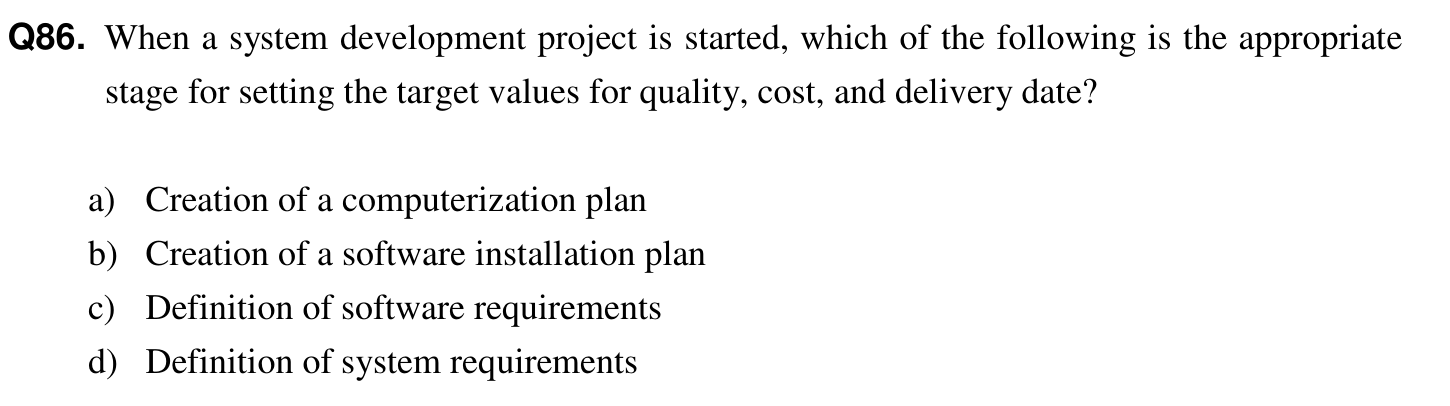 Q86. When a system development project is started, which of the following is the appropriate
stage for setting the target values for quality, cost, and delivery date?
a) Creation of a computerization plan
b) Creation of a software installation plan
c) Definition of software requirements
d) Definition of system requirements